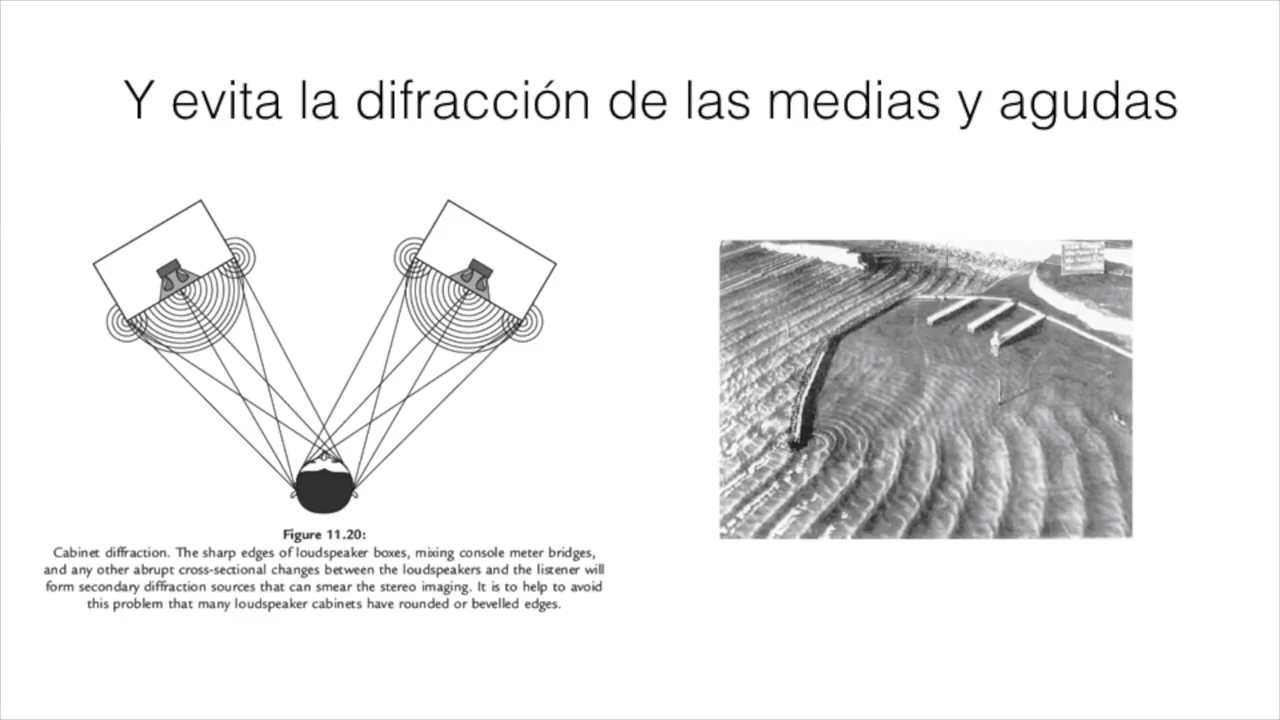 Y evita la difracción de las medias y agudas
Figure 11.20:
Cabinet diffraction. The sharp edges of loudspeaker boxes, mixing console meter bridges,
and any other abrupt cross-sectional changes between the loudspeakers and the listener will
form secondary diffraction sources that can smear the stereo imaging. It is to help to avoid
this problem that many loudspeaker cabinets have rounded or bevelled edges.